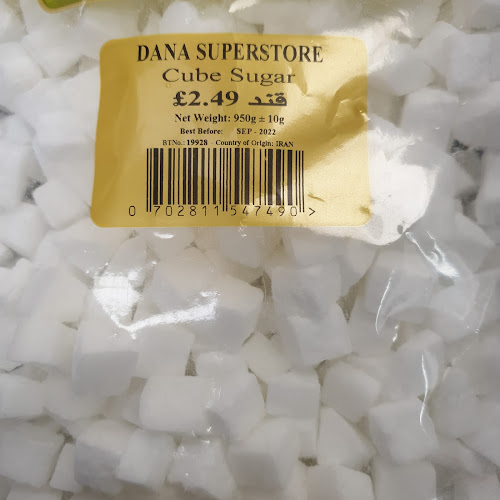 DANA SUPERSTORE
Cube Sugar
£2.49 قند
Net Weight: 950g ± 10g
Best Before: SEP - 2022
BTNo.: 19928 Country of Origin: IRAN
0 702811 547490 >